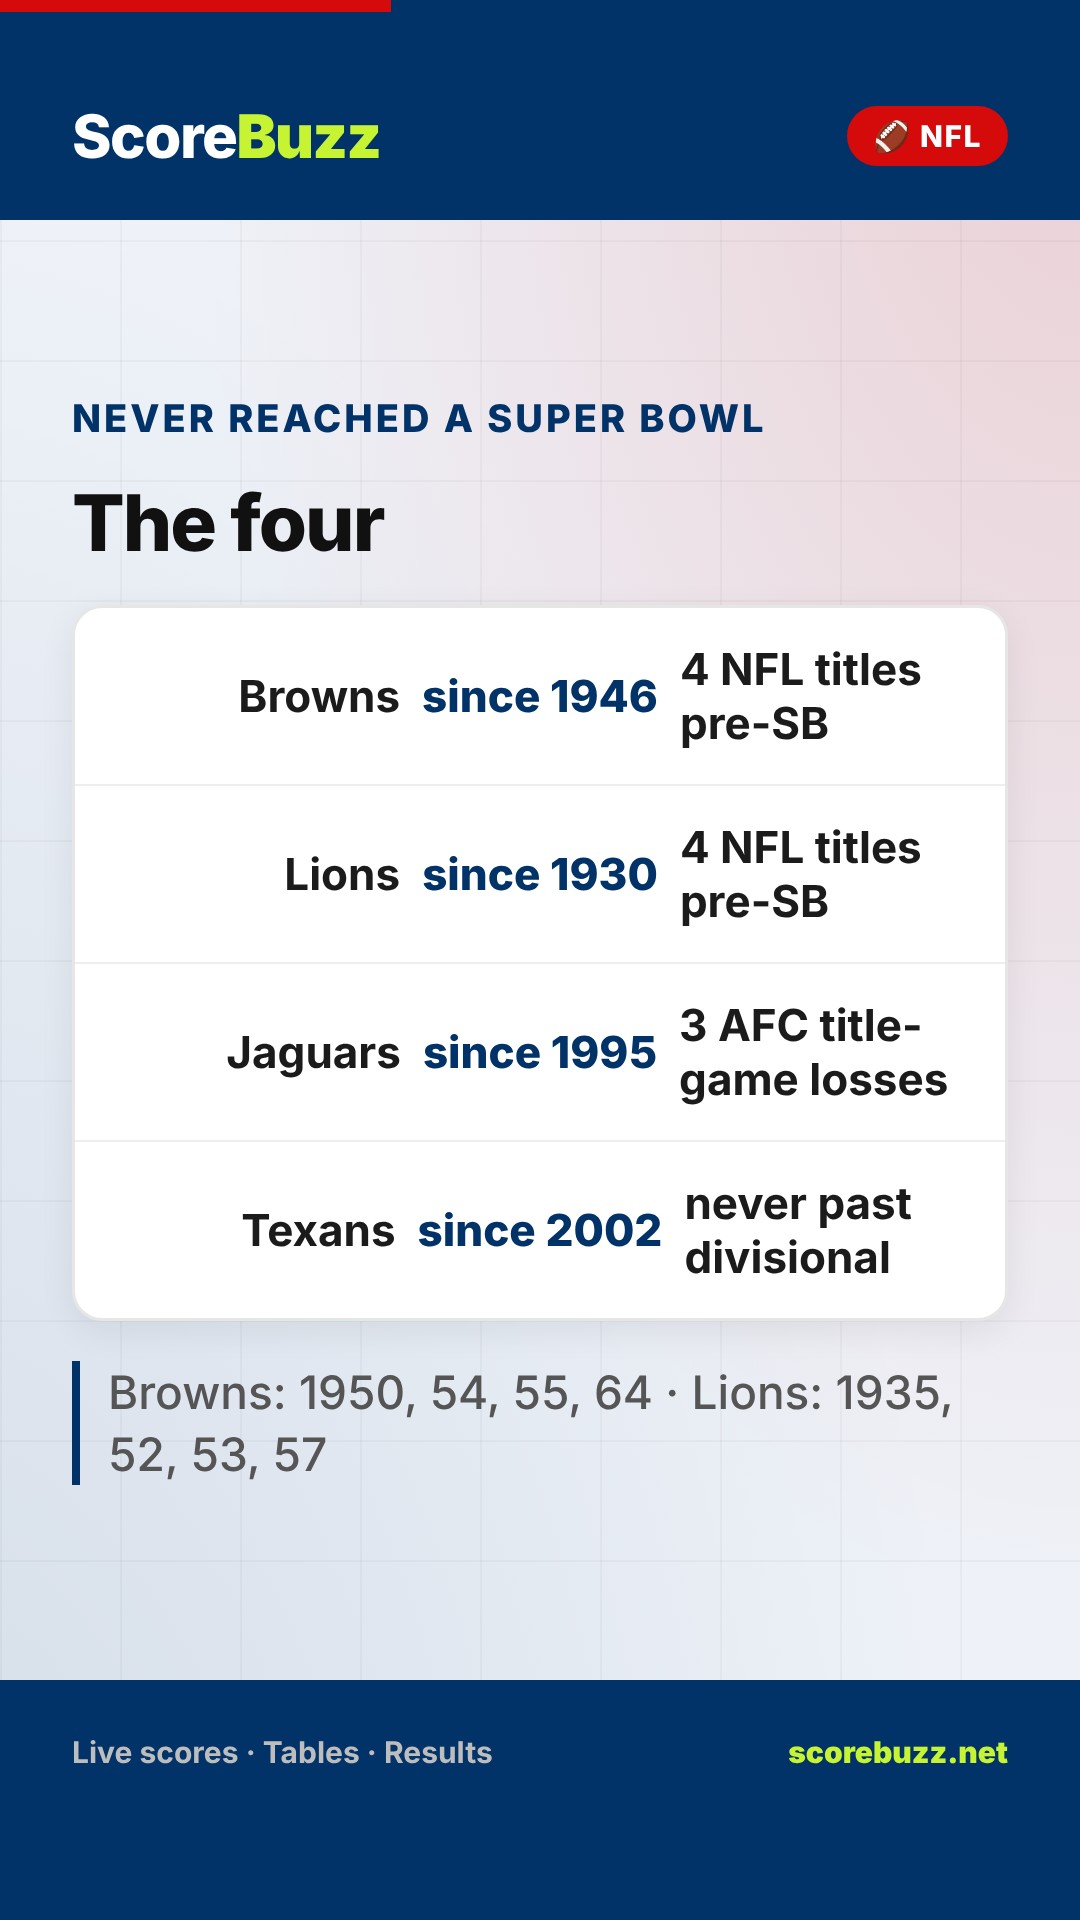 ScoreBuzz
🏈 NFL
NEVER REACHED A SUPER BOWL
The four
Browns since 1946 4 NFL titles
pre-SB
Lions since 1930 4 NFL titles
pre-SB
Jaguars since 1995 3 AFC title-
game losses
Texans since 2002 never past
divisional
Browns: 1950, 54, 55, 64 · Lions: 1935,
52, 53, 57
Live scores · Tables · Results
scorebuzz.net